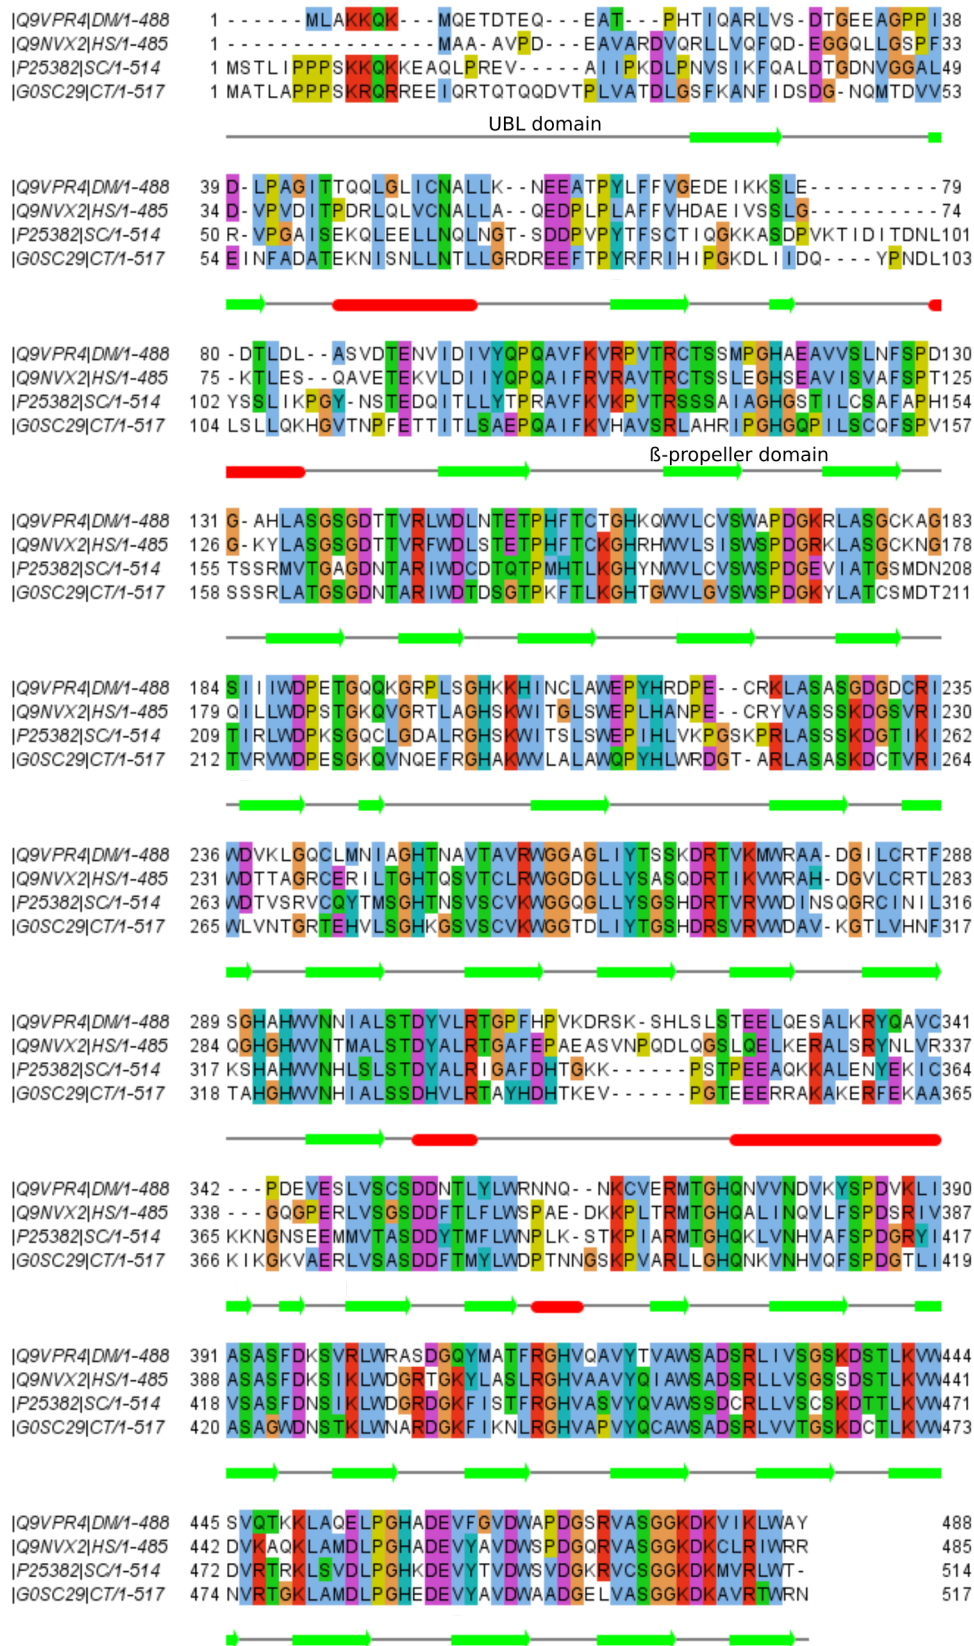 |Q9VPR4|DM/1-488 1 ------MLAKKQK---MQETDTEQ---EAT---PHTIQARLVS-DTGEEAGPPI 38
|Q9NVX2|HS/1-485 1 ----------------MAA-AVPD---EAVARDVQRLLVQFQD-EGGQLLGSPF 33
|P25382|SC/1-514 1 MSTLIPPPSKKQKKEAQLPREV-----AIIPKDLPNVSIKFQALDTGDNVGGAL 49
|G0SC29|CT/1-517 1 MATLAPPPSKRQRREEIQRTQTQQDVTPLVATDLGSFKANFIDSDG-NQMTDVV 53
UBL domain
|Q9VPR4|DM/1-488 39 D-LPAGITTQQLGLICNALLK--NEEATPYLFFVGEDEIKKSLE---------- 79
|Q9NVX2|HS/1-485 34 D-VPVDITPDRLQLVCNALLA--QEDPLPLAFFVHDAEIVSSLG---------- 74
|P25382|SC/1-514 50 R-VPGAISEKQLEELLNQLNGT-SDDPVPYTFSCTIQGKKASDPVKTIDITDNL 101
|G0SC29|CT/1-517 54 EINFADATEKNISNLLNTLLGRDREEFTPYRFRIHIPGKDLIIDQ----YPNDL 103
|Q9VPR4|DM/1-488 80 -DTLDL--ASVDTENVIDIVYQPQAVFKVRPVTRCTSSMPGHAEAVVSLNFSPD 130
|Q9NVX2|HS/1-485 75 -KTLES--QAVETEKVLDIIYQPQAIFRVRAVTRCTSSLEGHSEAVISVAFSPT 125
|P25382|SC/1-514 102 YSSLIKPGY-NSTEDQITLLYTPRAVFKVKPVTRSSSAIAGHGSTILCSAFAPH 154
|G0SC29|CT/1-517 104 LSLLQKHGVTNPFETTITLSAEPQAIFKVHAVSRLAHRIPGHGQPILSCQFSPV 157
ß-propeller domain
|Q9VPR4|DM/1-488 131 G-AHLASGSGDTTVRLWDLNTETPHFTCTGHKQWVLCVSWAPDGKRLASGCKAG 183
|Q9NVX2|HS/1-485 126 G-KYLASGSGDTTVRFWDLSTETPHFTCKGHRHWVLSISWSPDGRKLASGCKNG 178
|P25382|SC/1-514 155 TSSRMVTGAGDNTARIWDCDTQTPMHTLKGHYNWVLCVSWSPDGEVIATGSMDN 208
|G0SC29|CT/1-517 158 SSSRLATGSGDNTARIWDTDSGTPKFTLKGHTGWVLGVSWSPDGKYLATCSMDT 211
|Q9VPR4|DM/1-488 184 SIIIWDPETGQQKGRPLSGHKKHINCLAWEPYHRDPE--CRKLASASGDGDCRI 235
|Q9NVX2|HS/1-485 179 QILLWDPSTGKQVGRTLAGHSKWITGLSWEPLHANPE--CRYVASSSKDGSVRI 230
|P25382|SC/1-514 209 TIRLWDPKSGQCLGDALRGHSKWITSLSWEPIHLVKPGSKPRLASSSKDGTIKI 262
|G0SC29|CT/1-517 212 TVRVWDPESGKQVNQEFRGHAKWVLALAWQPYHLWRDGT-ARLASASKDCTVRI 264
|Q9VPR4|DM/1-488 236 WDVKLGQCLMNIAGHTNAVTAVRWGGAGLIYTSSKDRTVKMWRAA-DGILCRTF 288
|Q9NVX2|HS/1-485 231 WDTTAGRCERILTGHTQSVTCLRWGGDGLLYSASQDRTIKVWRAH-DGVLCRTL 283
|P25382|SC/1-514 263 WDTVSRVCQYTMSGHTNSVSCVKWGGQGLLYSGSHDRTVRVWDINSQGRCINIL 316
|G0SC29|CT/1-517 265 WLVNTGRTEHVLSGHKGSVSCVKWGGTDLIYTGSHDRSVRVWDAV-KGTLVHNF 317
|Q9VPR4|DM/1-488 289 SGHAHWVNNIALSTDYVLRTGPFHPVKDRSK-SHLSLSTEELQESALKRYQAVC 341
|Q9NVX2|HS/1-485 284 QGHGHWVNTMALSTDYALRTGAFEPAEASVNPQDLQGSLQELKERALSRYNLVR 337
|P25382|SC/1-514 317 KSHAHWVNHLSLSTDYALRIGAFDHTGKK------PSTPEEAQKKALENYEKIC 364
|G0SC29|CT/1-517 318 TAHGHWVNHIALSSDHVLRTAYHDHTKEV------PGTEEERRAKAKERFEKAA 365
|Q9VPR4|DM/1-488 342 ---PDEVESLVSCSDDNTLYLWRNNQ--NKCVERMTGHQNVVNDVKYSPDVKLI 390
|Q9NVX2|HS/1-485 338 ---GQGPERLVSGSDDFTLFLWSPAE-DKKPLTRMTGHQALINQVLFSPDSRIV 387
|P25382|SC/1-514 365 KKNGNSEEMMVTASDDYTMFLWNPLK-STKPIARMTGHQKLVNHVAFSPDGRYI 417
|G0SC29|CT/1-517 366 KIKGKVAERLVSASDDFTMYLWDPTNNGSKPVARLLGHQNKVNHVQFSPDGTLI 419
|Q9VPR4|DM/1-488 391 ASASFDKSVRLWRASDGQYMATFRGHVQAVYTVAWSADSRLIVSGSKDSTLKVW 444
|Q9NVX2|HS/1-485 388 ASASFDKSIKLWDGRTGKYLASLRGHVAAVYQIAWSADSRLLVSGSSDSTLKVW 441
|P25382|SC/1-514 418 VSASFDNSIKLWDGRDGKFISTFRGHVASVYQVAWSSDCRLLVSCSKDTTLKVW 471
|G0SC29|CT/1-517 420 ASAGWDNSTKLWNARDGKFIKNLRGHVAPVYQCAWSADSRLVVTGSKDCTLKVW 473
|Q9VPR4|DM/1-488 445 SVQTKKLAQELPGHADEVFGVDWAPDGSRVASGGKDKVIKLWAY 488
|Q9NVX2|HS/1-485 442 DVKAQKLAMDLPGHADEVYAVDWSPDGQRVASGGKDKCLRIWRR 485
|P25382|SC/1-514 472 DVRTRKLSVDLPGHKDEVYTVDWSVDGKRVCSGGKDKMVRLWT- 514
|G0SC29|CT/1-517 474 NVRTGKLAMDLPGHEDEVYAVDWAADGELVASGGKDKAVRTWRN 517